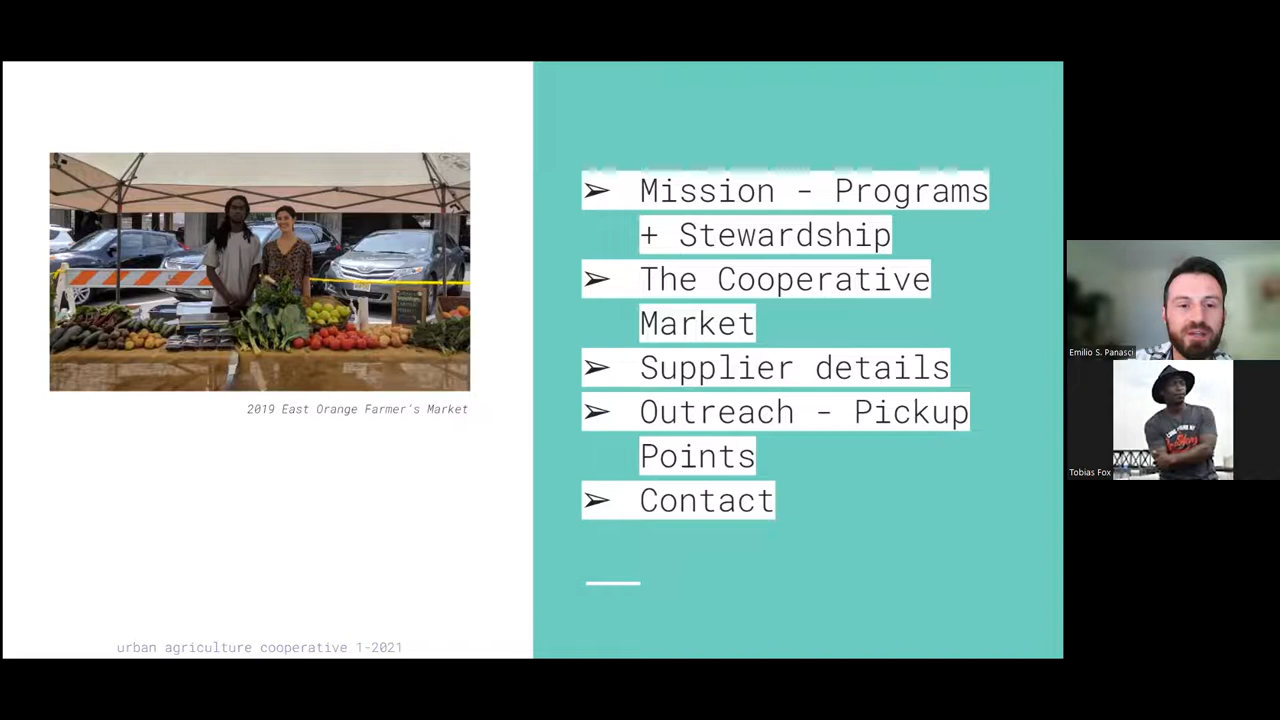 ➢ Mission - Programs
+ Stewardship
➢ The Cooperative
Market
➢ Supplier details
➢ Outreach - Pickup
Points
➢ Contact
2019 East Orange Farmer's Market
urban agriculture cooperative 1-2021
Emilio S. Panasci
Tobias Fox